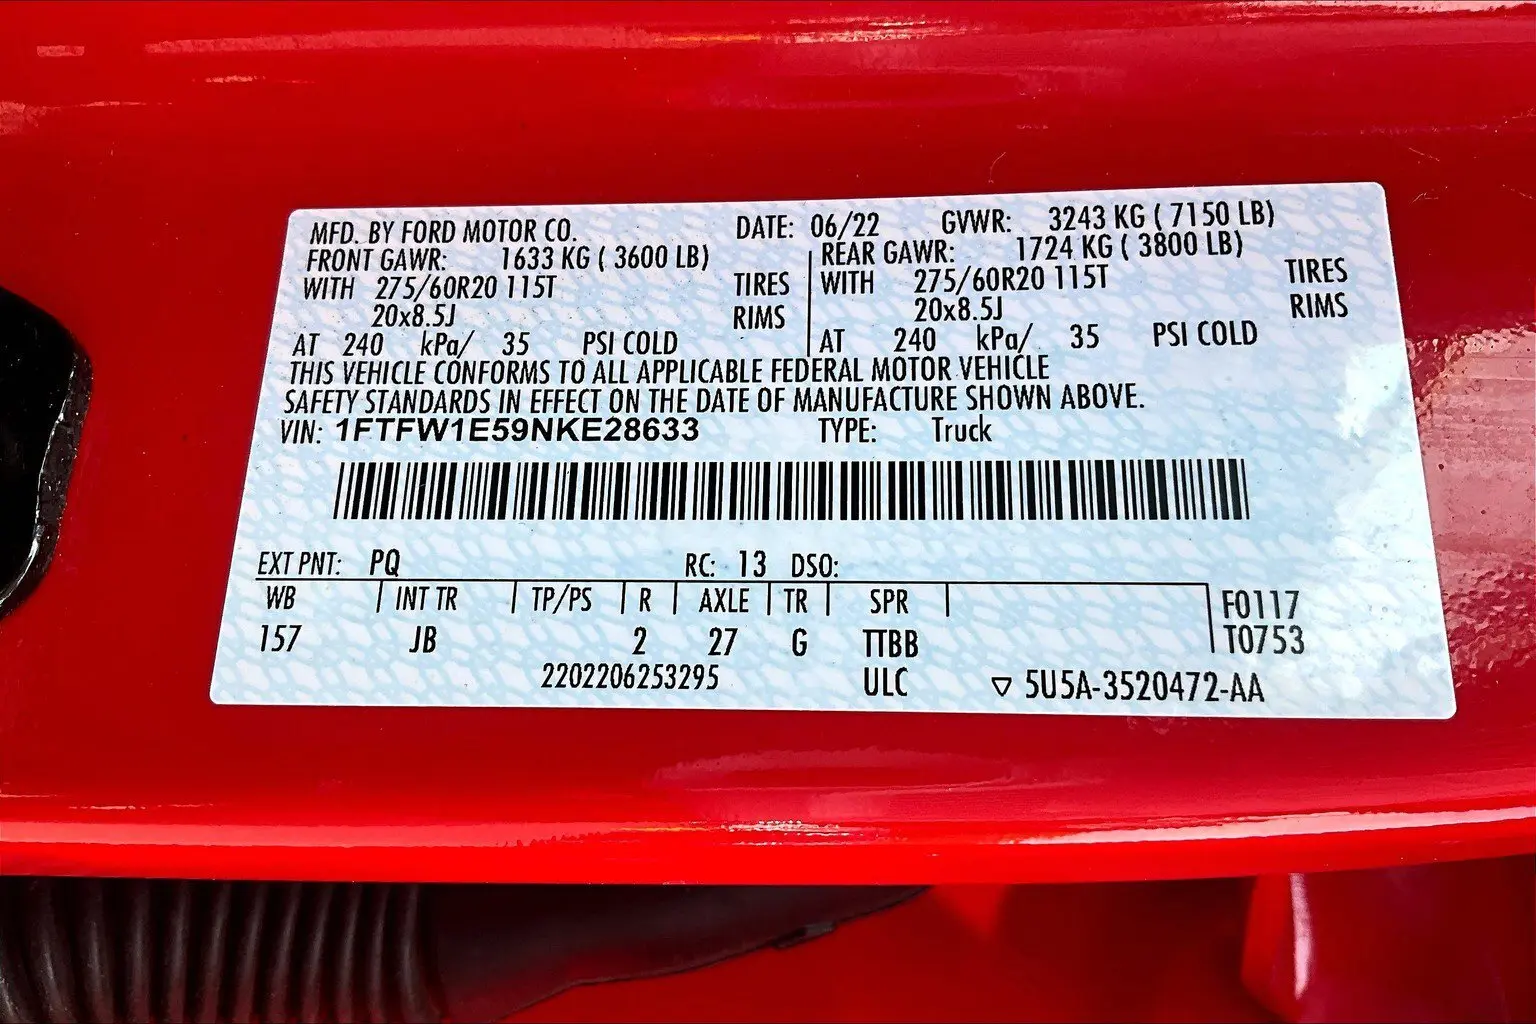 MFD. BY FORD MOTOR CO. DATE: 06/22 GVWR: 3243 KG ( 7150 LB)
FRONT GAWR: 1633 KG ( 3600 LB) REAR GAWR: 1724 KG ( 3800 LB)
WITH 275/60R20 115T TIRES WITH 275/60R20 115T TIRES
20x8.5J RIMS 20x8.5J RIMS
AT 240 kPa/ 35 PSI COLD AT 240 kPa/ 35 PSI COLD
THIS VEHICLE CONFORMS TO ALL APPLICABLE FEDERAL MOTOR VEHICLE
SAFETY STANDARDS IN EFFECT ON THE DATE OF MANUFACTURE SHOWN ABOVE.
VIN: 1FTFW1E59NKE28633 TYPE: Truck
EXT PNT: PQ RC: 13 DSO:
WB INT TR TP/PS R AXLE TR SPR F0117
157 JB 2 27 G TTBB T0753
2202206253295 ULC ▽ 5U5A-3520472-AA